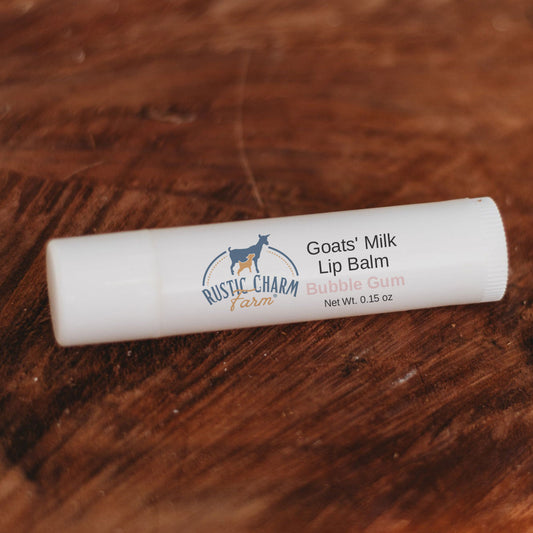 RUSTIC CHARM
Farm®
Goats' Milk
Lip Balm
Bubble Gum
Net Wt. 0.15 oz